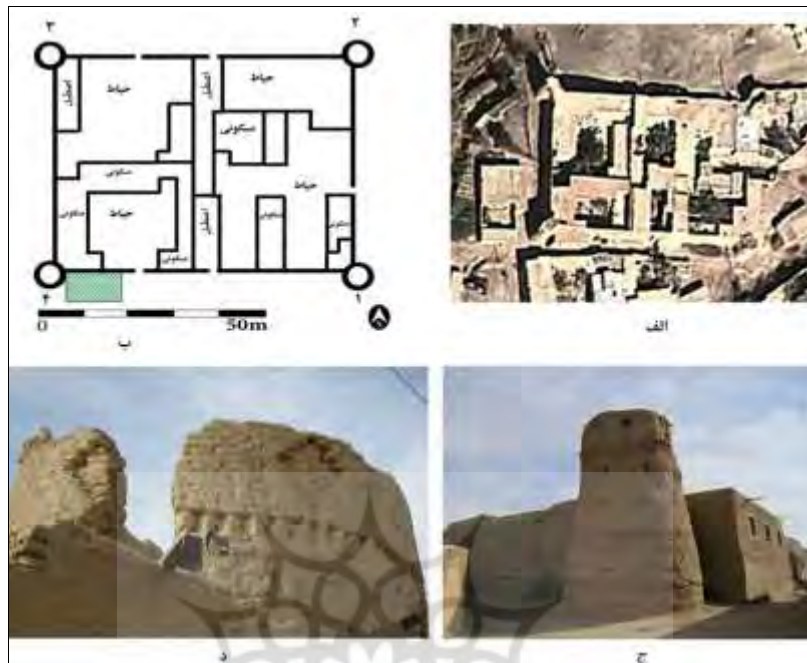 ۳ ۲
اصطبل
حیاط
اصطبل
حیاط
مسکونی
مسکونی
حیاط
مسکونی
حیاط
اصطبل
مسکونی
مسکونی
مسکونی
۴ ۱
0 50m
ب
الف
د
ج